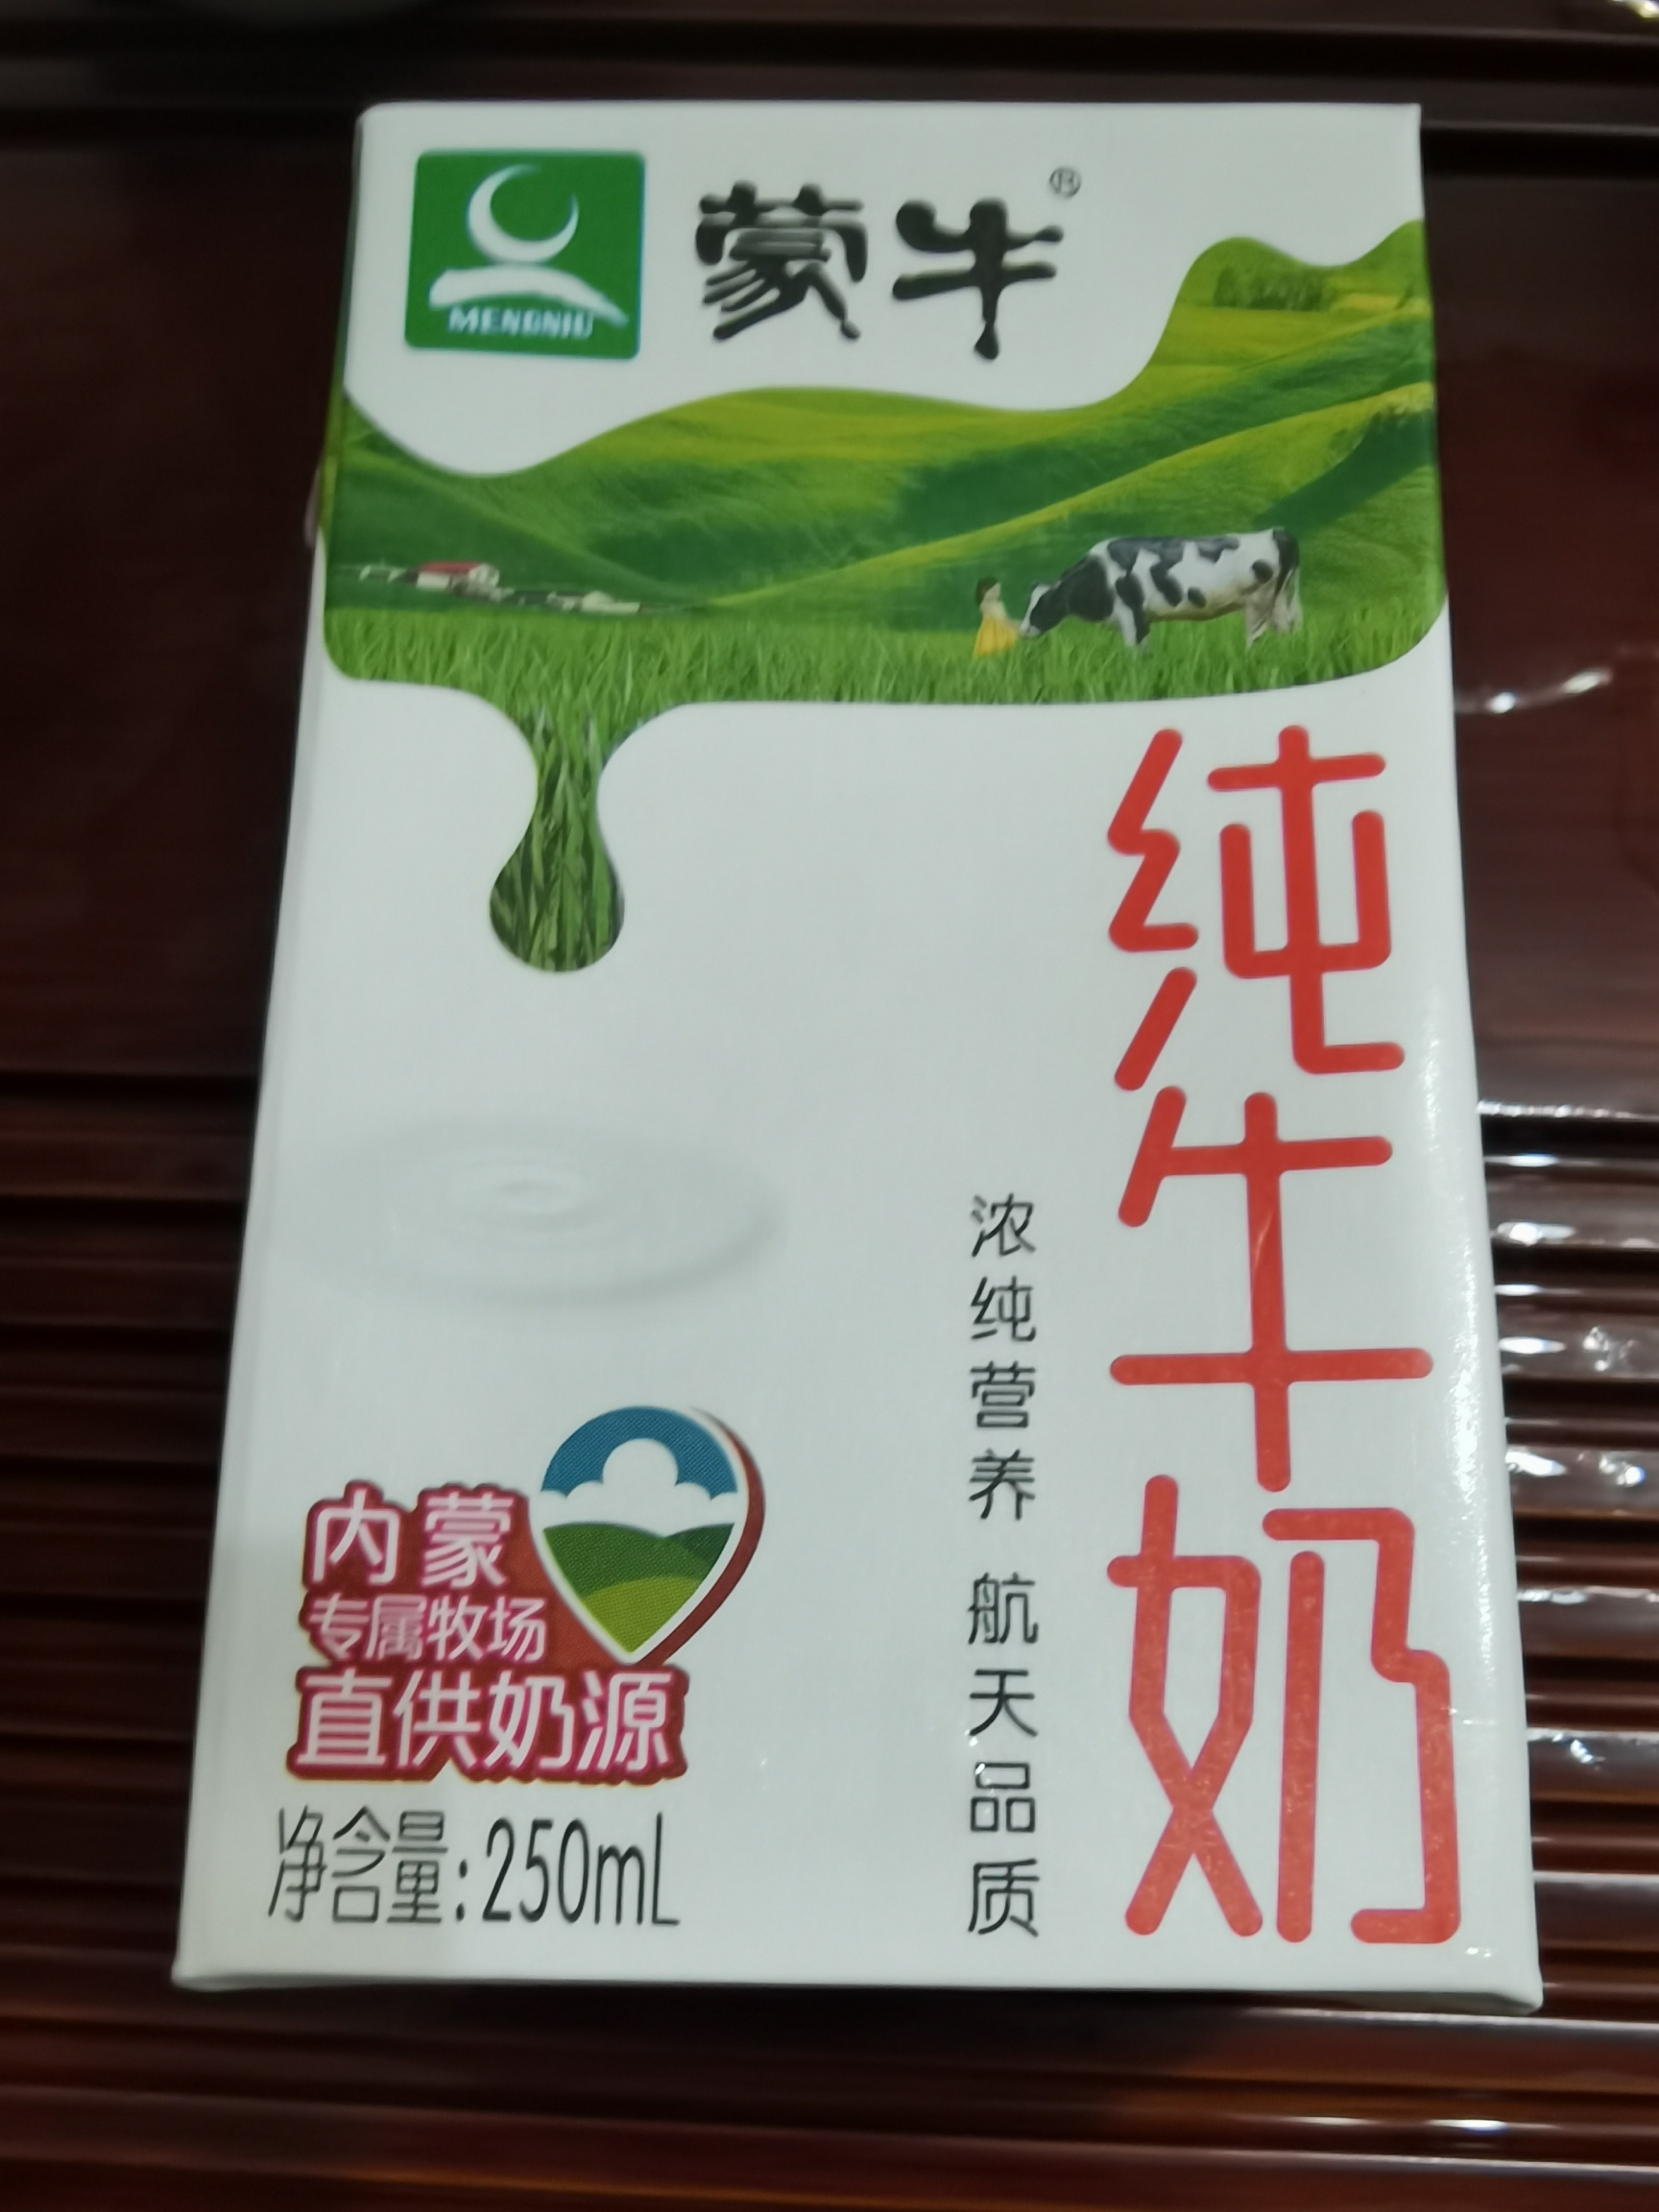 MENGNIU
蒙牛®
纯牛奶
浓纯营养 航天品质
内蒙
专属牧场
直供奶源
净含量:250mL